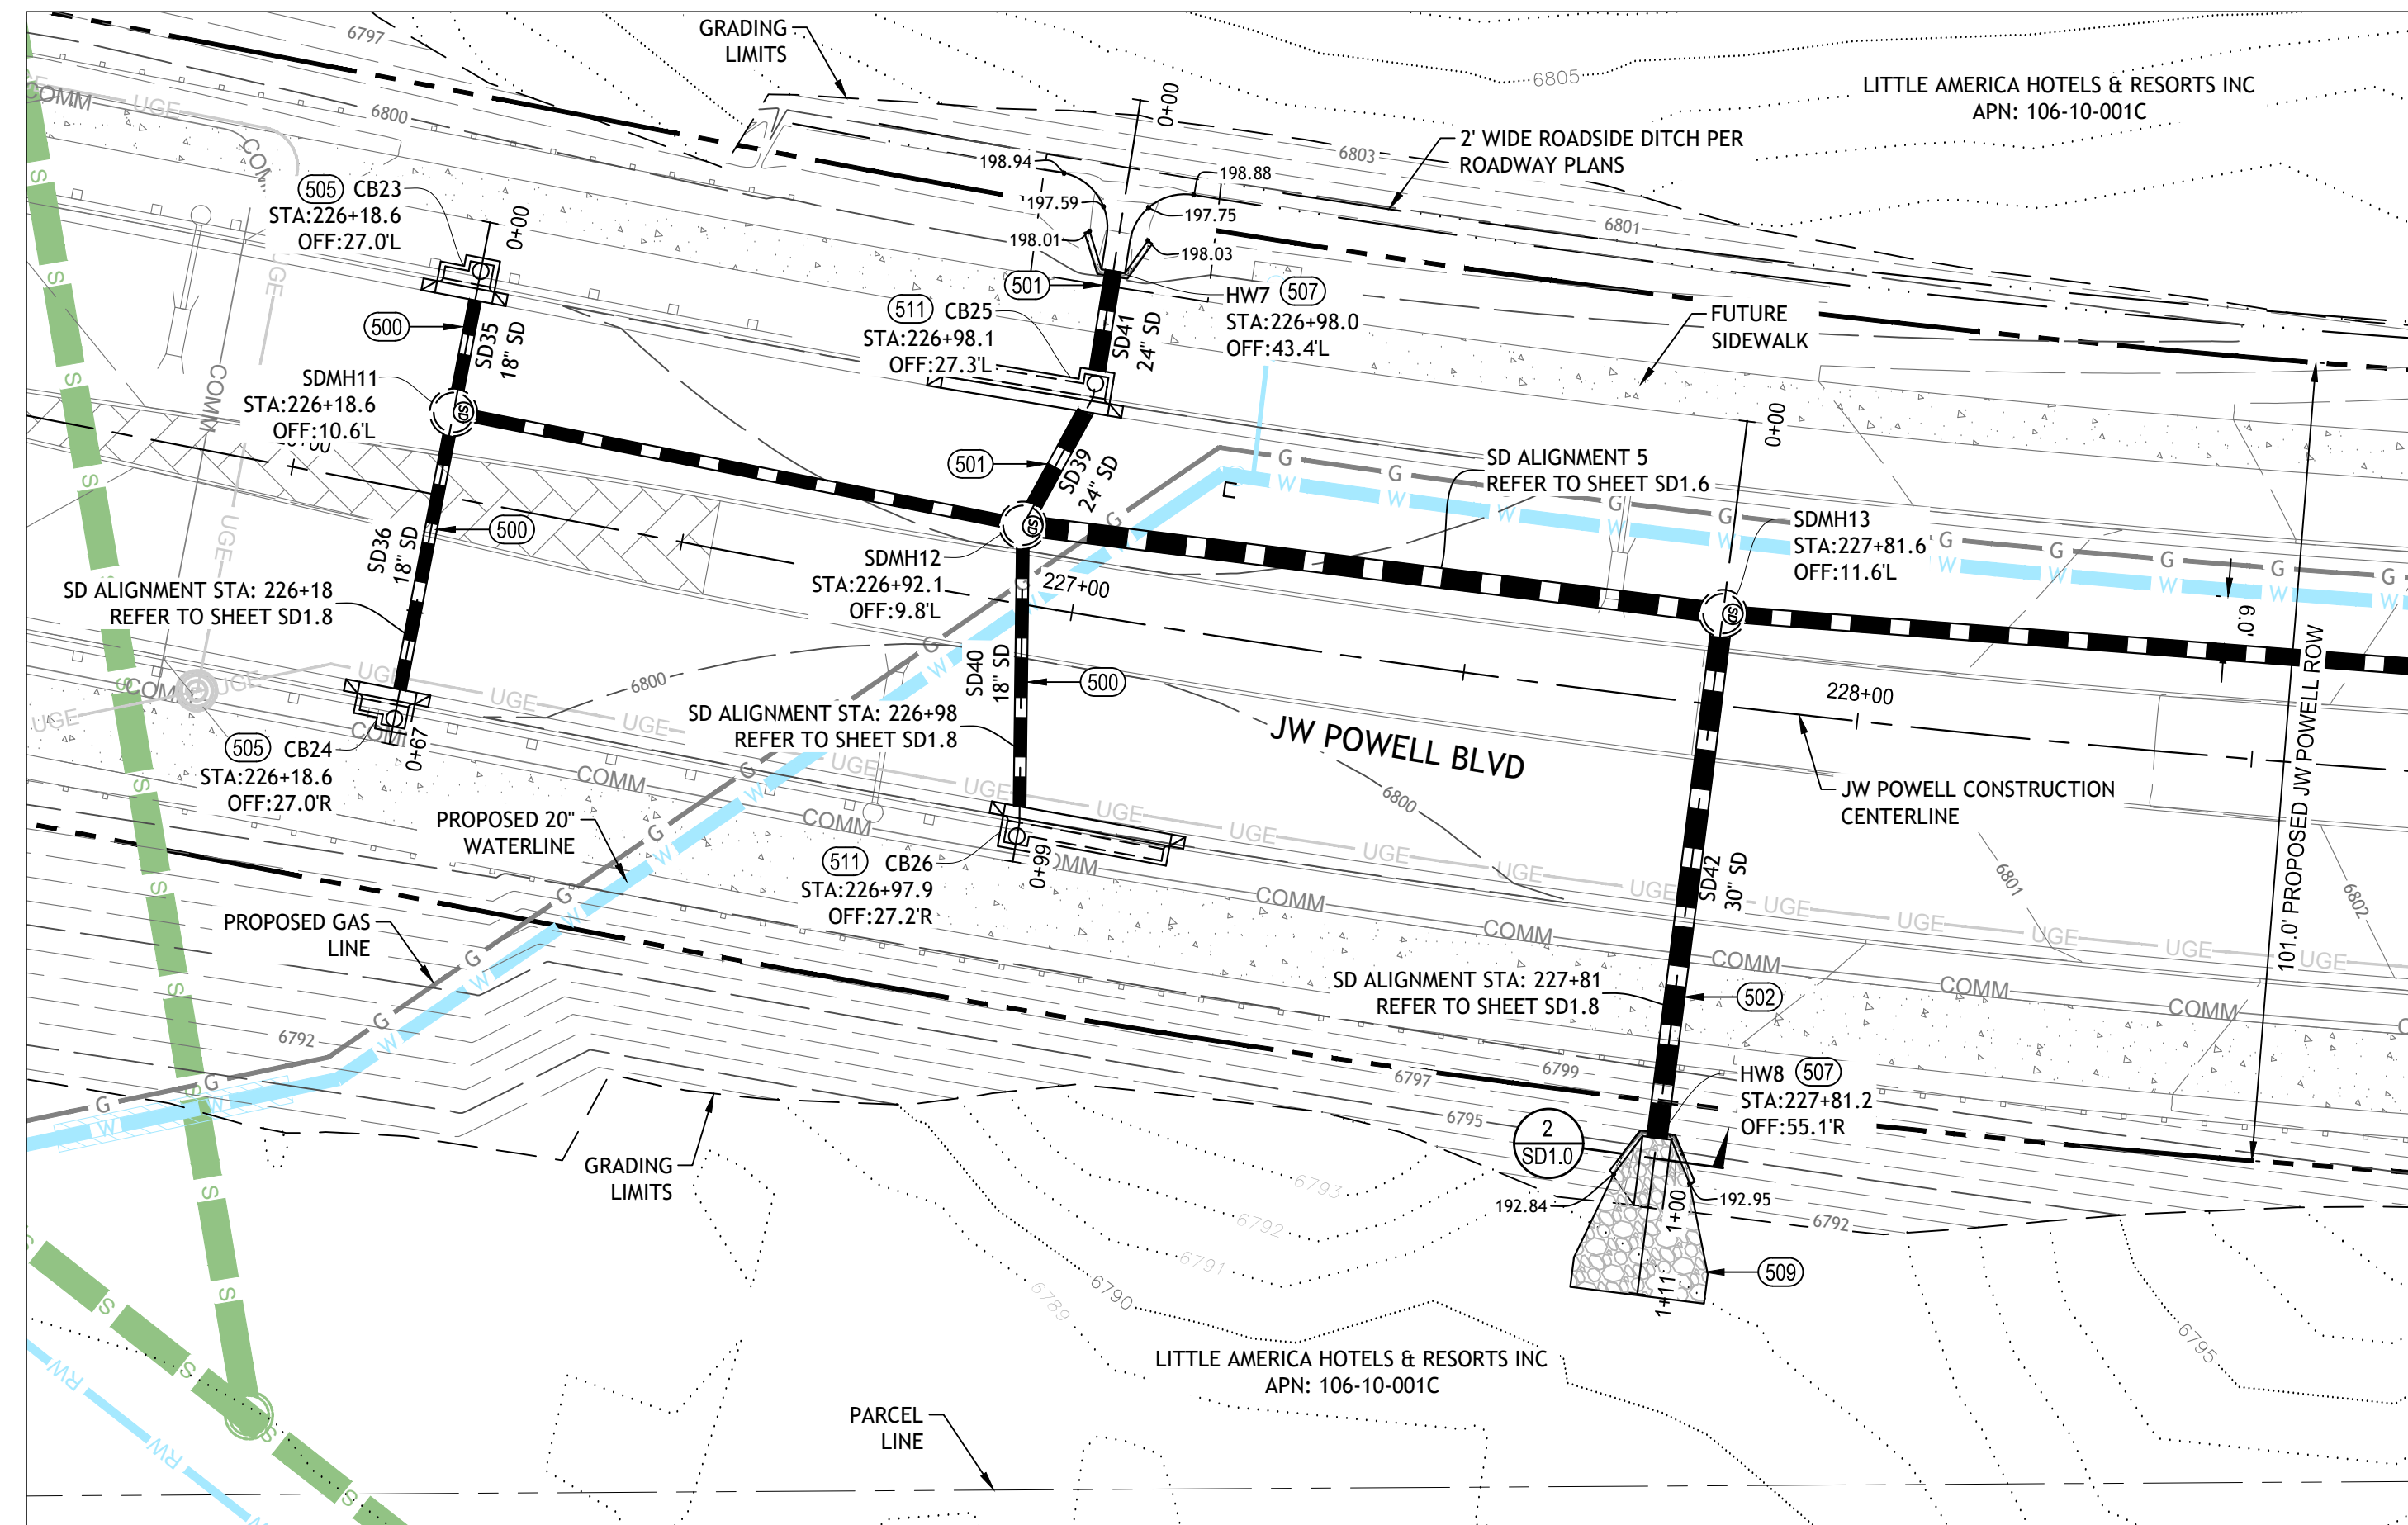 GRADING
LIMITS
6797
6800
UGE
COMM
6805
LITTLE AMERICA HOTELS & RESORTS INC
APN: 106-10-001C
0+00
2' WIDE ROADSIDE DITCH PER
ROADWAY PLANS
6803
6801
198.94
198.88
197.59
197.75
198.01
198.03
505 CB23
STA:226+18.6
OFF:27.0'L
0+00
500
SD35
18" SD
501
511 CB25
STA:226+98.1
OFF:27.3'L
SD41
24" SD
HW7 507
STA:226+98.0
OFF:43.4'L
FUTURE
SIDEWALK
SDMH11
STA:226+18.6
OFF:10.6'L
SD
501
SD39
24" SD
0+00
SD ALIGNMENT 5
REFER TO SHEET SD1.6
SDMH13
STA:227+81.6
OFF:11.6'L
SD
SD36
18" SD
500
SDMH12
STA:226+92.1
OFF:9.8'L
SD
227+00
SD ALIGNMENT STA: 226+18
REFER TO SHEET SD1.8
6.0'
SD40
18" SD
500
6800
SD ALIGNMENT STA: 226+98
REFER TO SHEET SD1.8
JW POWELL BLVD
228+00
JW POWELL CONSTRUCTION
CENTERLINE
101.0' PROPOSED JW POWELL ROW
505 CB24
STA:226+18.6
OFF:27.0'R
0+67
PROPOSED 20"
WATERLINE
511 CB26
STA:226+97.9
OFF:27.2'R
0+99
6800
6801
6802
SD42
30" SD
PROPOSED GAS
LINE
SD ALIGNMENT STA: 227+81
REFER TO SHEET SD1.8
502
6792
6797
6799
6795
HW8 507
STA:227+81.2
OFF:55.1'R
2
SD1.0
192.84
192.95
1+00
1+11
509
6792
GRADING
LIMITS
6793
6792
6791
6790
6789
6795
LITTLE AMERICA HOTELS & RESORTS INC
APN: 106-10-001C
PARCEL
LINE
RW
RW